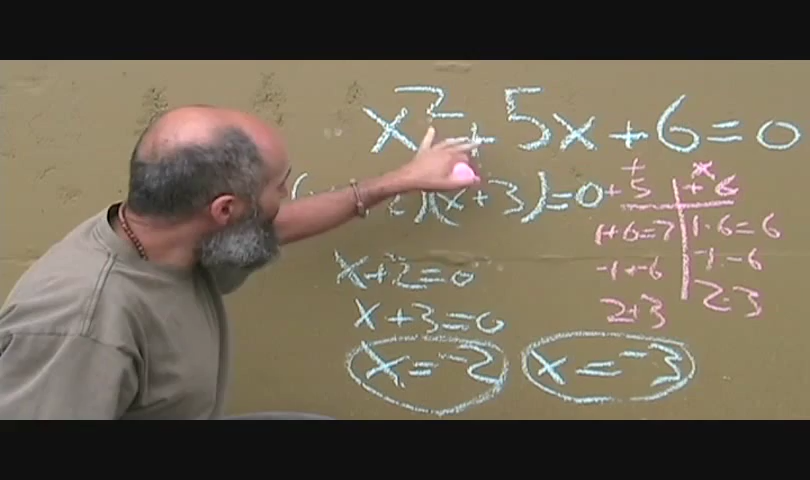 x² + 5x + 6 = 0
( 2)(x+3)=0
x+2=0
x+3=0
x=-2 x=-3
+ x
+5 +6
1+6=7 1·6=6
-1+-6 -1·-6
2+3 2·3